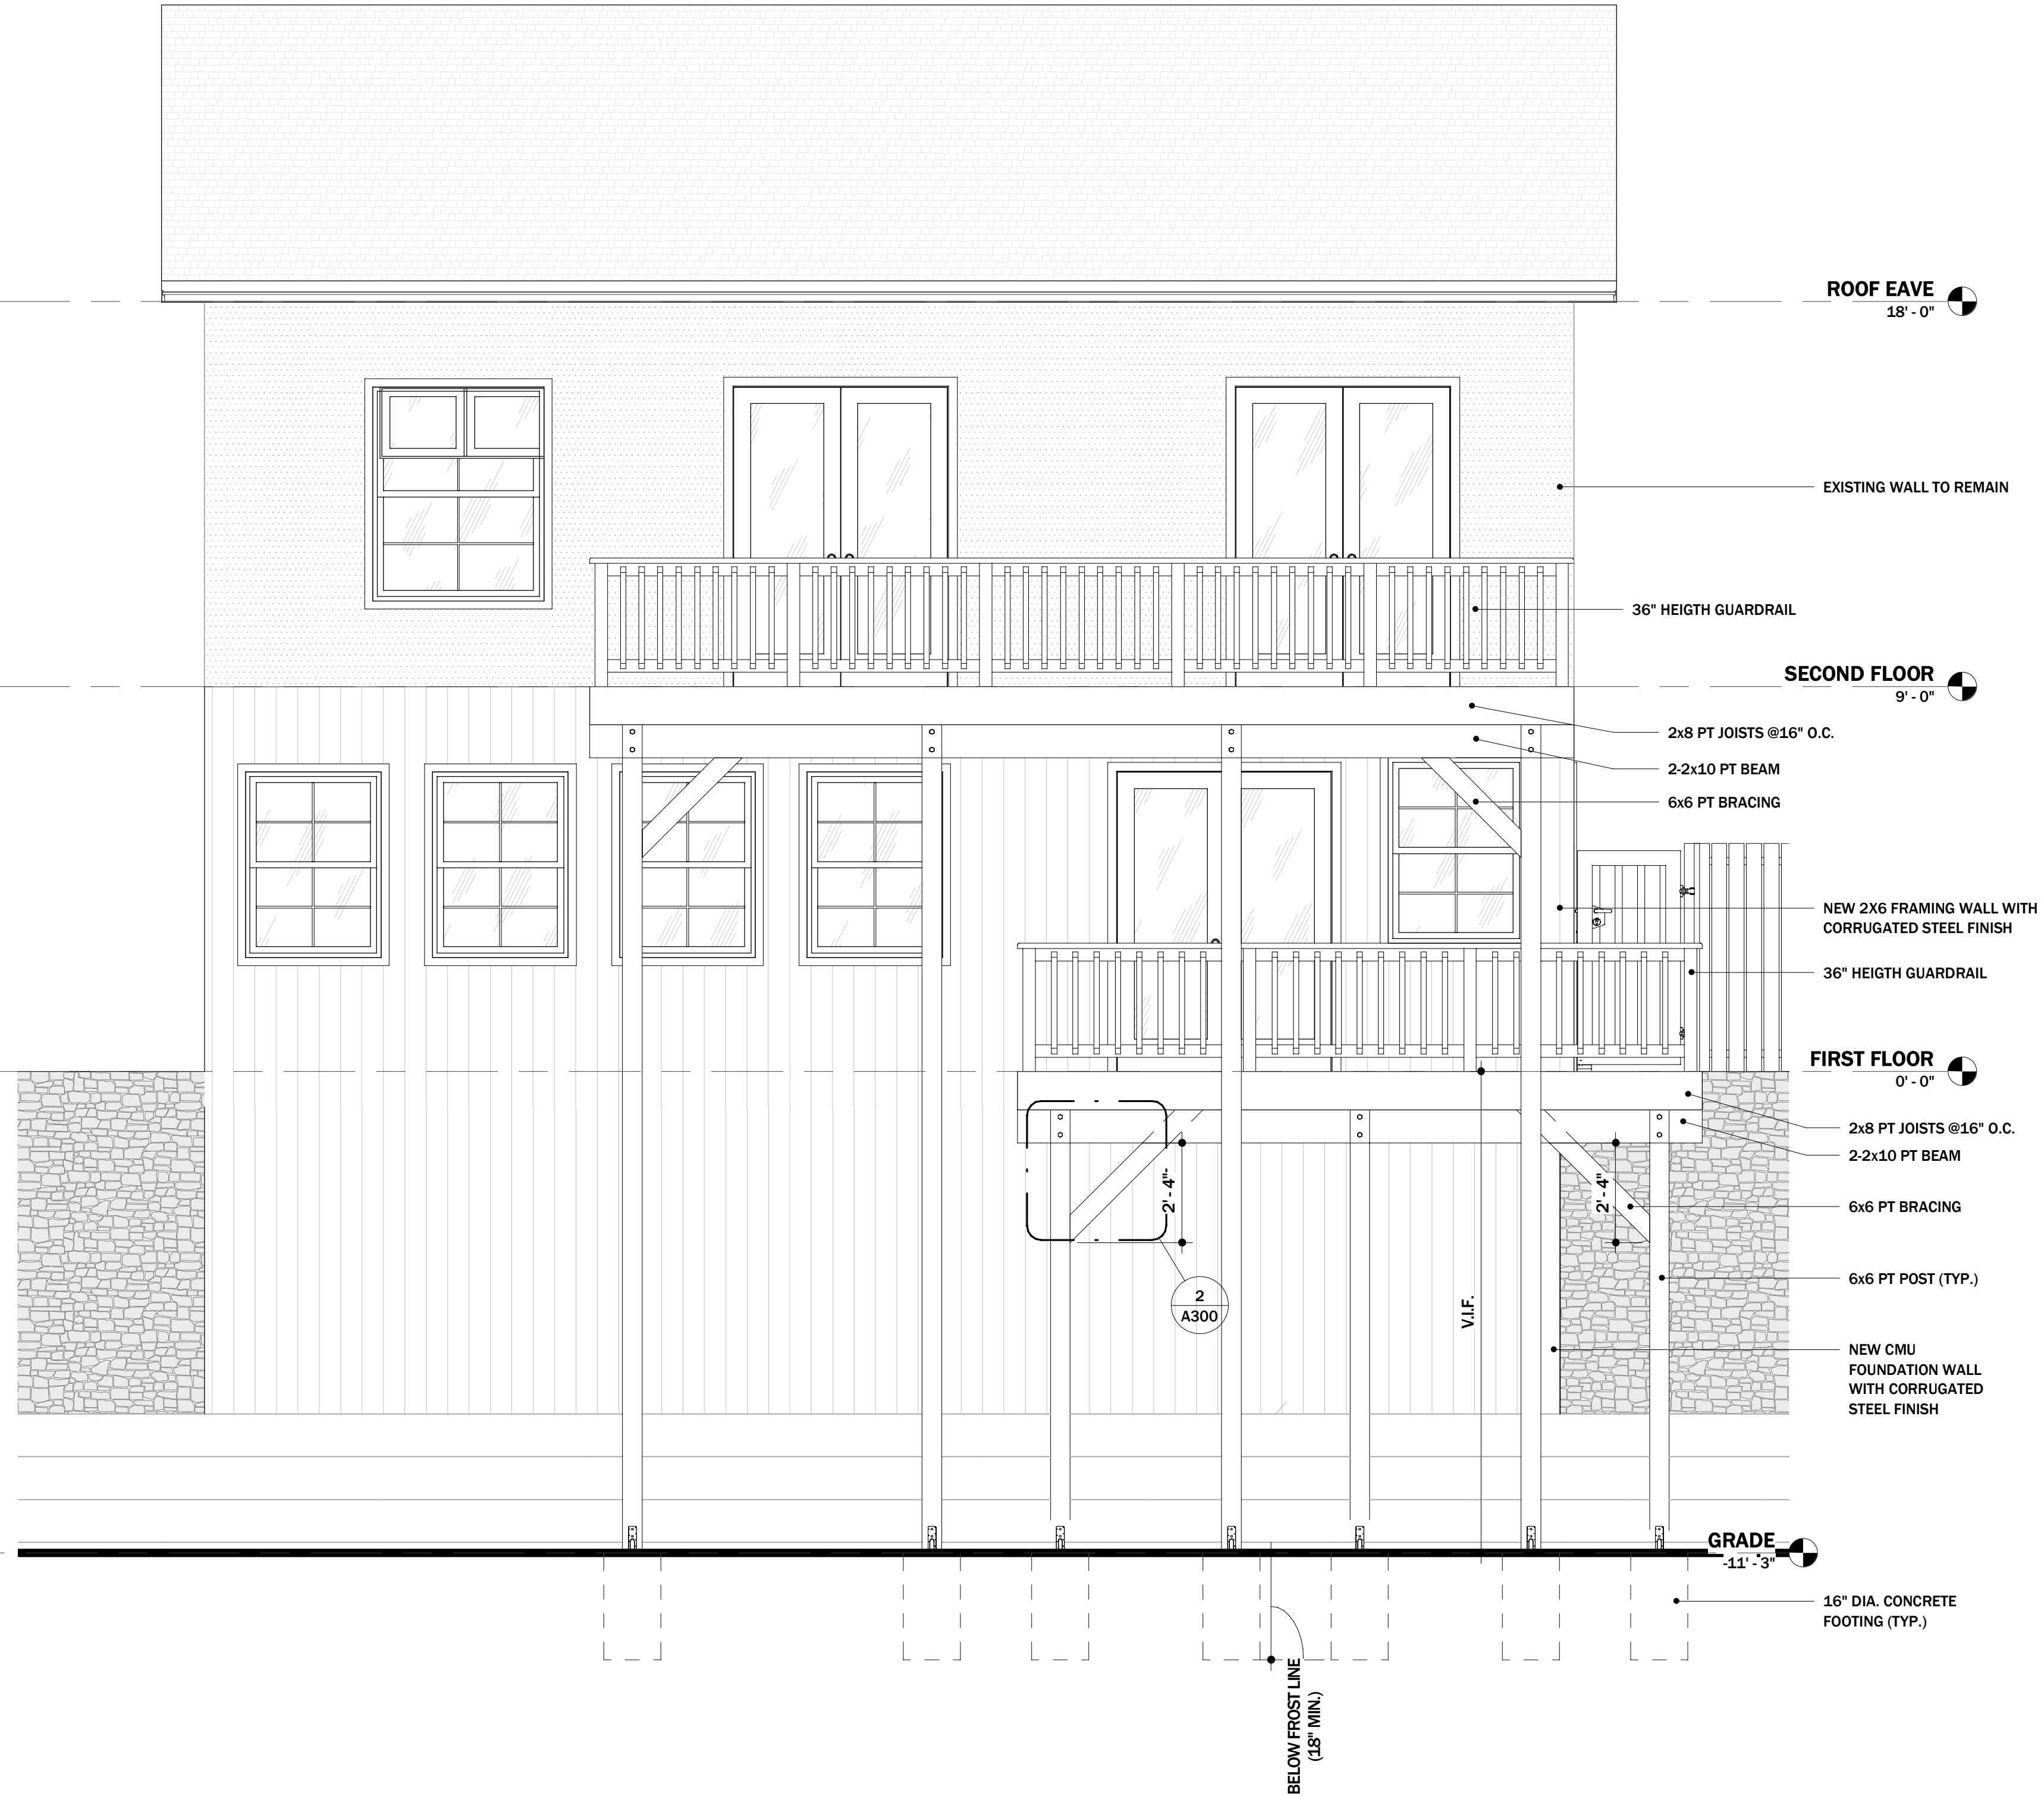 ROOF EAVE
18' - 0"
EXISTING WALL TO REMAIN
36" HEIGTH GUARDRAIL
SECOND FLOOR
9' - 0"
2x8 PT JOISTS @16" O.C.
2-2x10 PT BEAM
6x6 PT BRACING
NEW 2X6 FRAMING WALL WITH
CORRUGATED STEEL FINISH
36" HEIGTH GUARDRAIL
FIRST FLOOR
0' - 0"
2x8 PT JOISTS @16" O.C.
2-2x10 PT BEAM
2' - 4"
2' - 4"
6x6 PT BRACING
6x6 PT POST (TYP.)
2
A300
V.I.F.
NEW CMU
FOUNDATION WALL
WITH CORRUGATED
STEEL FINISH
GRADE
-11' - 3"
16" DIA. CONCRETE
FOOTING (TYP.)
BELOW FROST LINE
(18" MIN.)